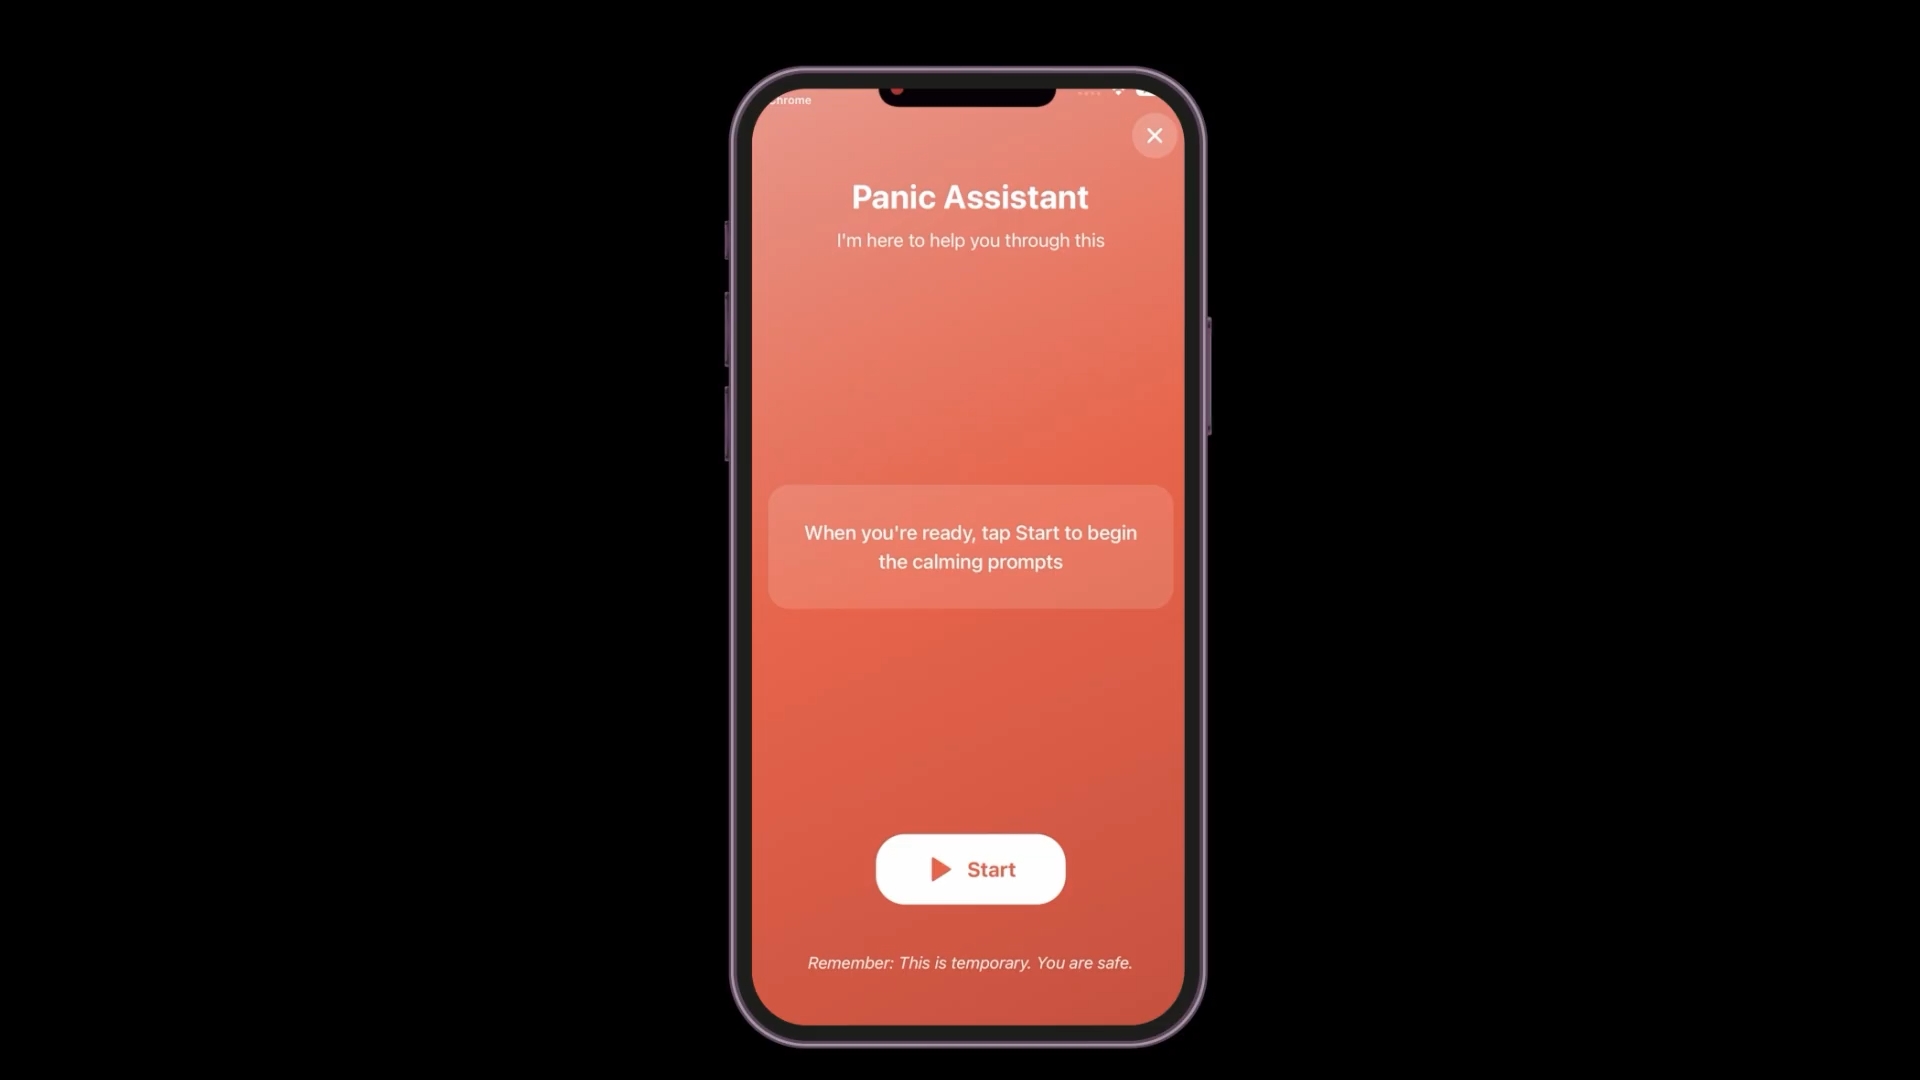 Panic Assistant
I'm here to help you through this
When you're ready, tap Start to begin
the calming prompts
Start
Remember: This is temporary. You are safe.